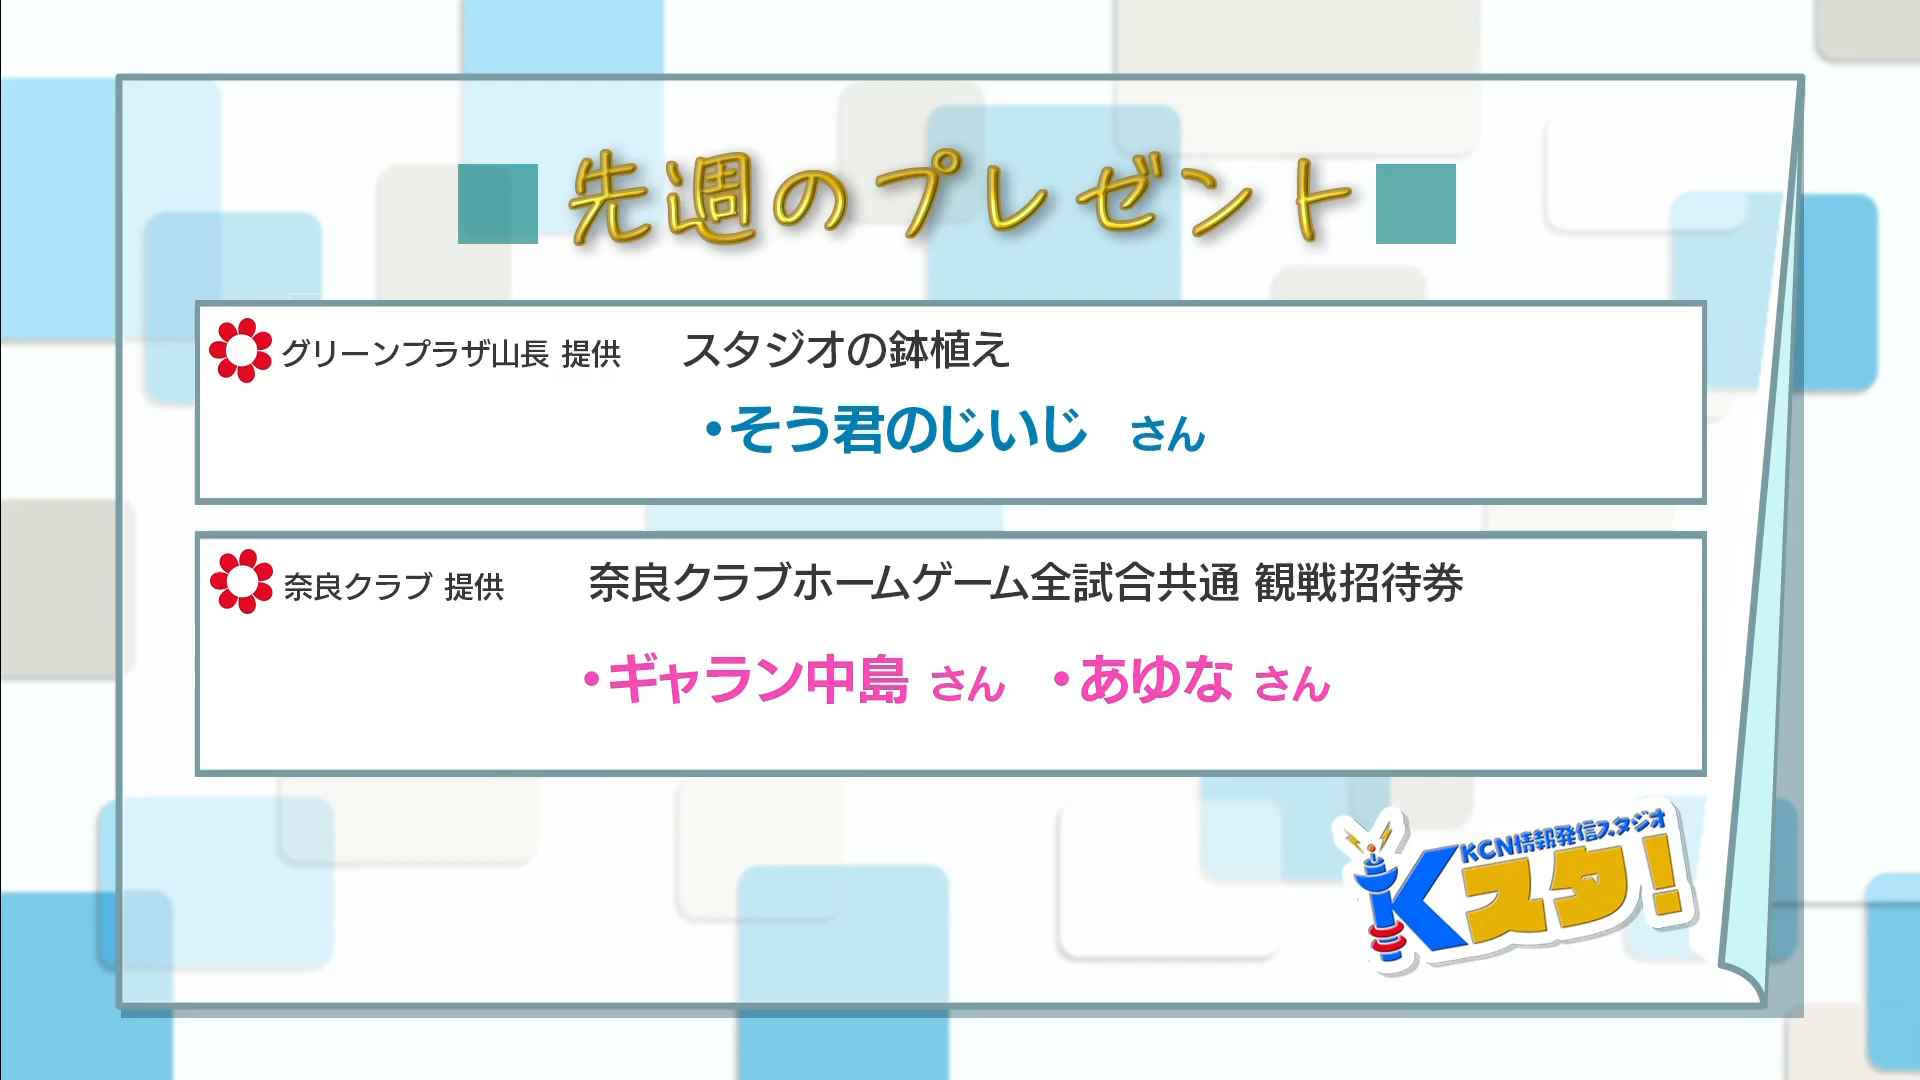 ■先週のプレゼント■
グリーンプラザ山長 提供 スタジオの鉢植え
・そう君のじいじ さん
奈良クラブ 提供 奈良クラブホームゲーム全試合共通 観戦招待券
・ギャラン中島 さん ・あゆな さん
KCN情報発信スタジオ
Kスタ!